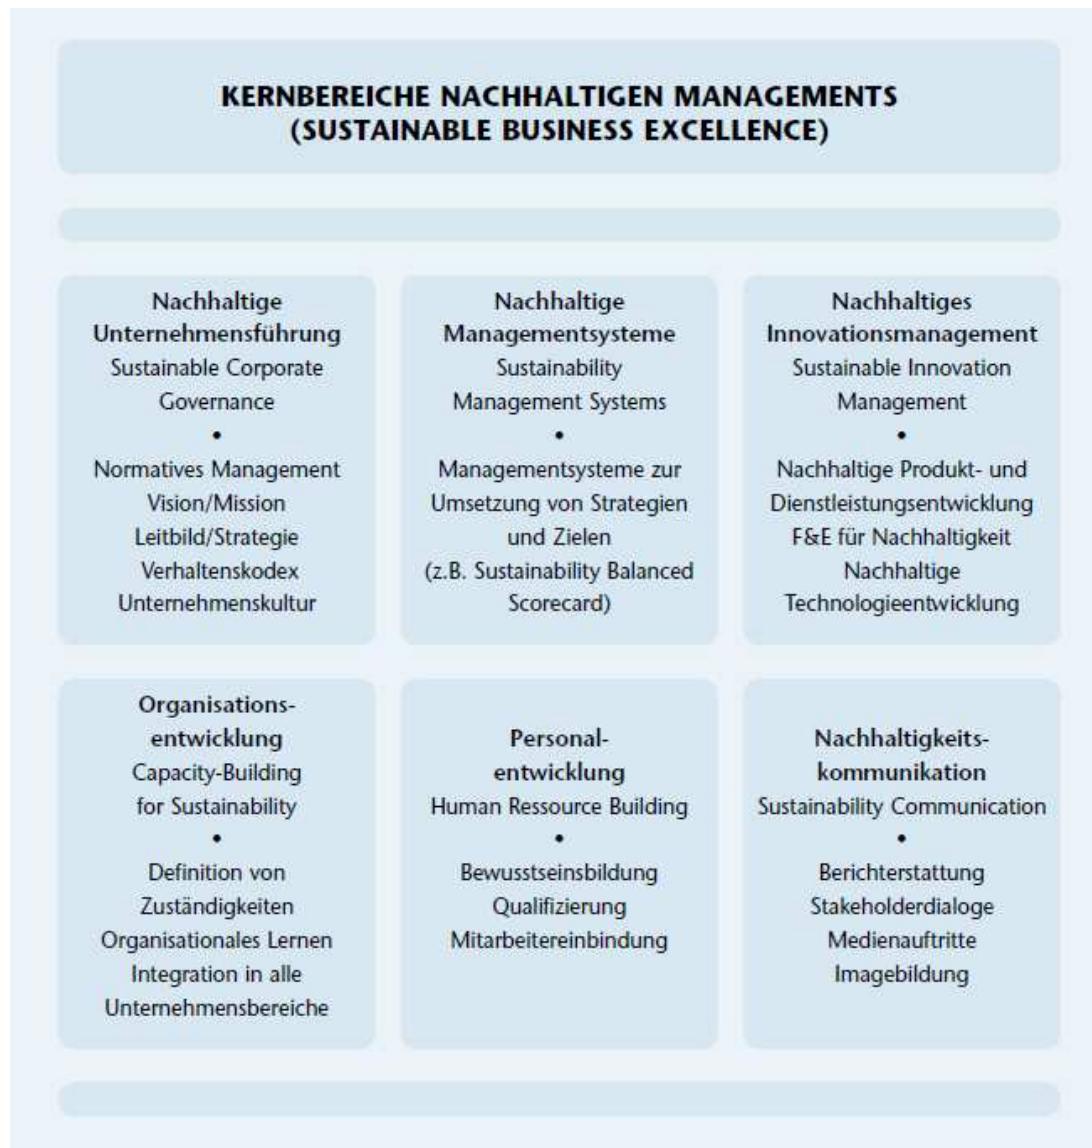 KERNBEREICHE NACHHALTIGEN MANAGEMENTS
(SUSTAINABLE BUSINESS EXCELLENCE)
Nachhaltige
Unternehmensführung
Sustainable Corporate
Governance
•
Normatives Management
Vision/Mission
Leitbild/Strategie
Verhaltenskodex
Unternehmenskultur
Nachhaltige
Managementsysteme
Sustainability
Management Systems
•
Managementsysteme zur
Umsetzung von Strategien
und Zielen
(z.B. Sustainability Balanced
Scorecard)
Nachhaltiges
Innovationsmanagement
Sustainable Innovation
Management
•
Nachhaltige Produkt- und
Dienstleistungsentwicklung
F&E für Nachhaltigkeit
Nachhaltige
Technologieentwicklung
Organisations-
entwicklung
Capacity-Building
for Sustainability
•
Definition von
Zuständigkeiten
Organisationales Lernen
Integration in alle
Unternehmensbereiche
Personal-
entwicklung
Human Ressource Building
•
Bewusstseinsbildung
Qualifizierung
Mitarbeitereinbindung
Nachhaltigkeits-
kommunikation
Sustainability Communication
•
Berichterstattung
Stakeholderdialoge
Medienauftritte
Imagebildung